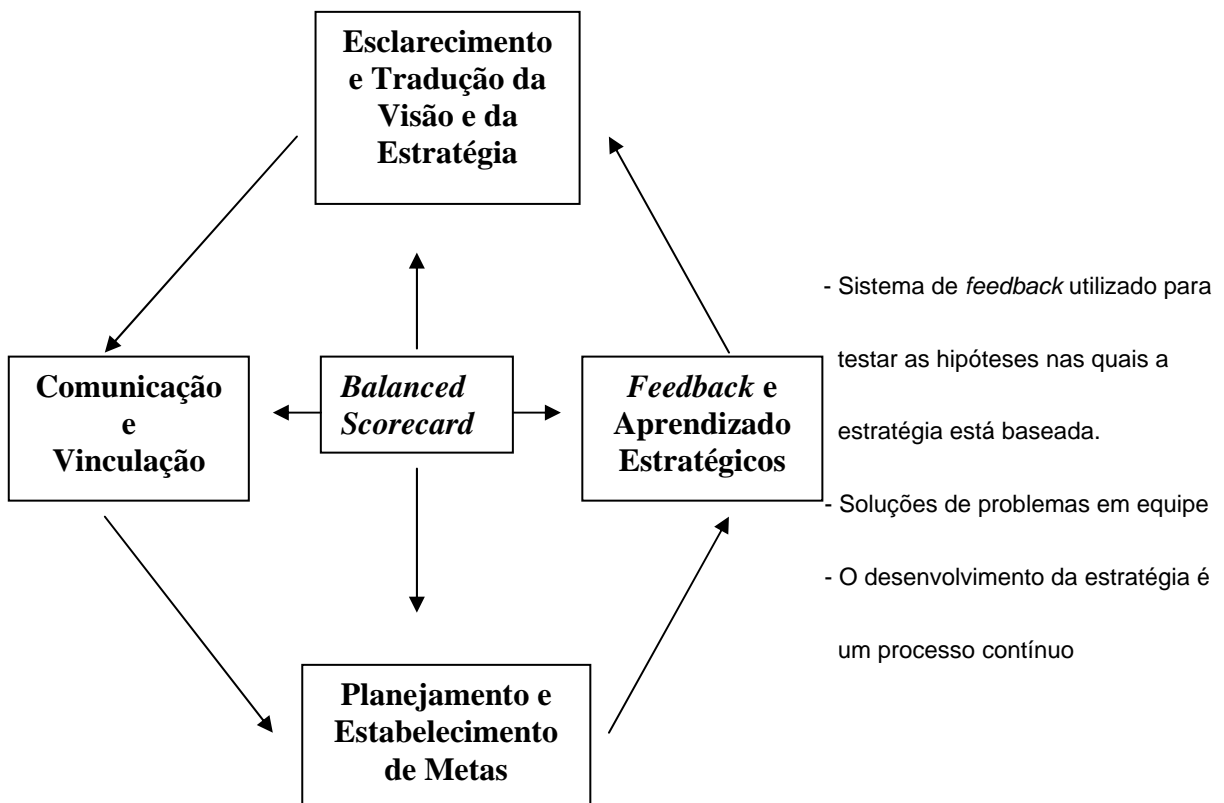 Esclarecimento
e Tradução da
Visão e da
Estratégia
Comunicação
e
Vinculação
Balanced
Scorecard
Feedback e
Aprendizado
Estratégicos
- Sistema de feedback utilizado para
testar as hipóteses nas quais a
estratégia está baseada.
- Soluções de problemas em equipe
- O desenvolvimento da estratégia é
um processo contínuo
Planejamento e
Estabelecimento
de Metas